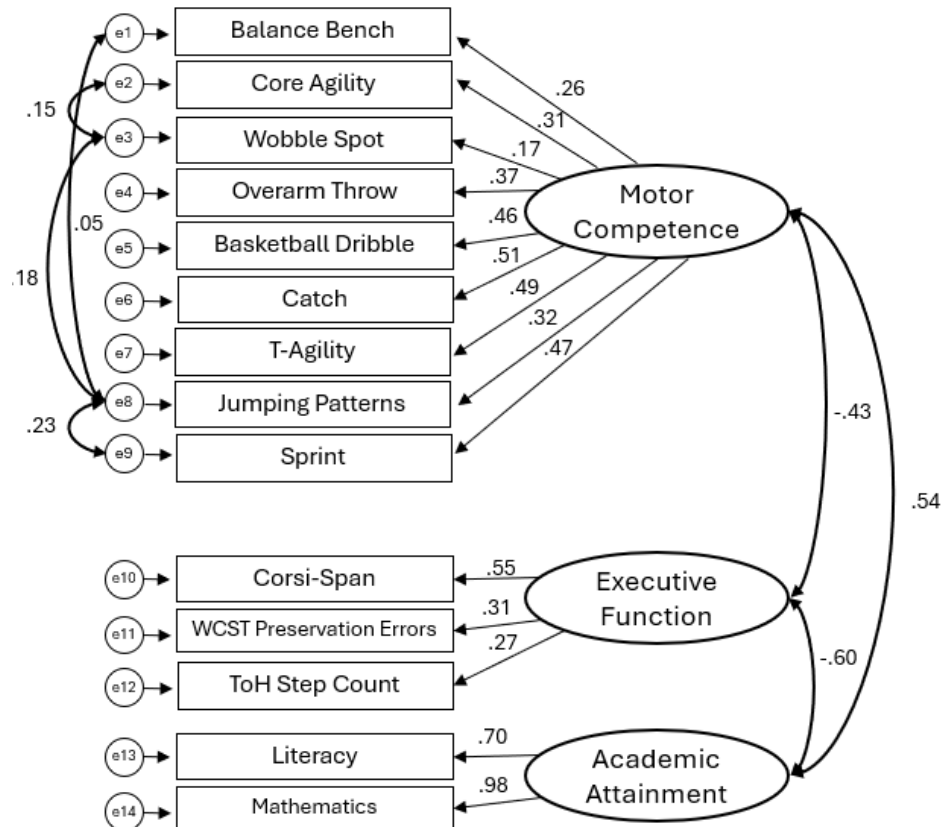 e1
Balance Bench
.26
e2
Core Agility
.31
.15
e3
Wobble Spot
.17
e4
Overarm Throw
.37
Motor
Competence
.05
e5
Basketball Dribble
.46
.51
.18
e6
Catch
.49
.32
e7
T-Agility
.47
e8
Jumping Patterns
-.43
.23
e9
Sprint
.54
e10
Corsi-Span
.55
Executive
Function
e11
WCST Preservation Errors
.31
.27
-.60
e12
ToH Step Count
e13
Literacy
.70
Academic
Attainment
e14
Mathematics
.98